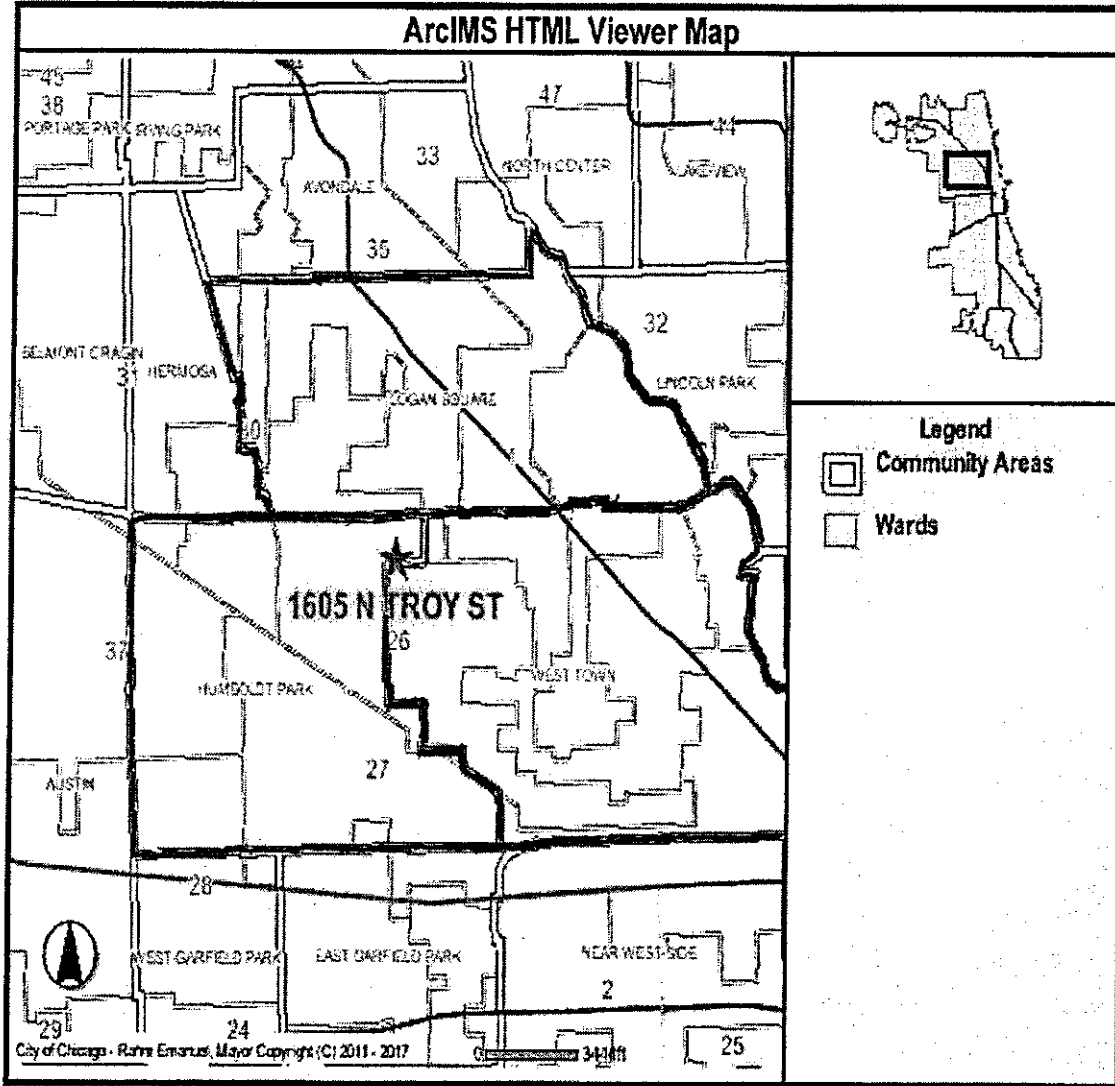 ArcIMS HTML Viewer Map
45
38
47
PORTAGE PARK IRVING PARK
44
33
NORTH CENTER
LAKEVIEW
AVONDALE
35
32
BELMONT CRAGIN
31 HERMOSA
LINCOLN PARK
LOGAN SQUARE
1605 N TROY ST
26
37
WEST TOWN
HUMBOLDT PARK
27
AUSTIN
28
WEST GARFIELD PARK
EAST GARFIELD PARK
NEAR WEST SIDE
2
29
24
25
City of Chicago - Rahm Emanuel, Mayor Copyright (C) 2011 - 2017
0
Legend
Community Areas
Wards